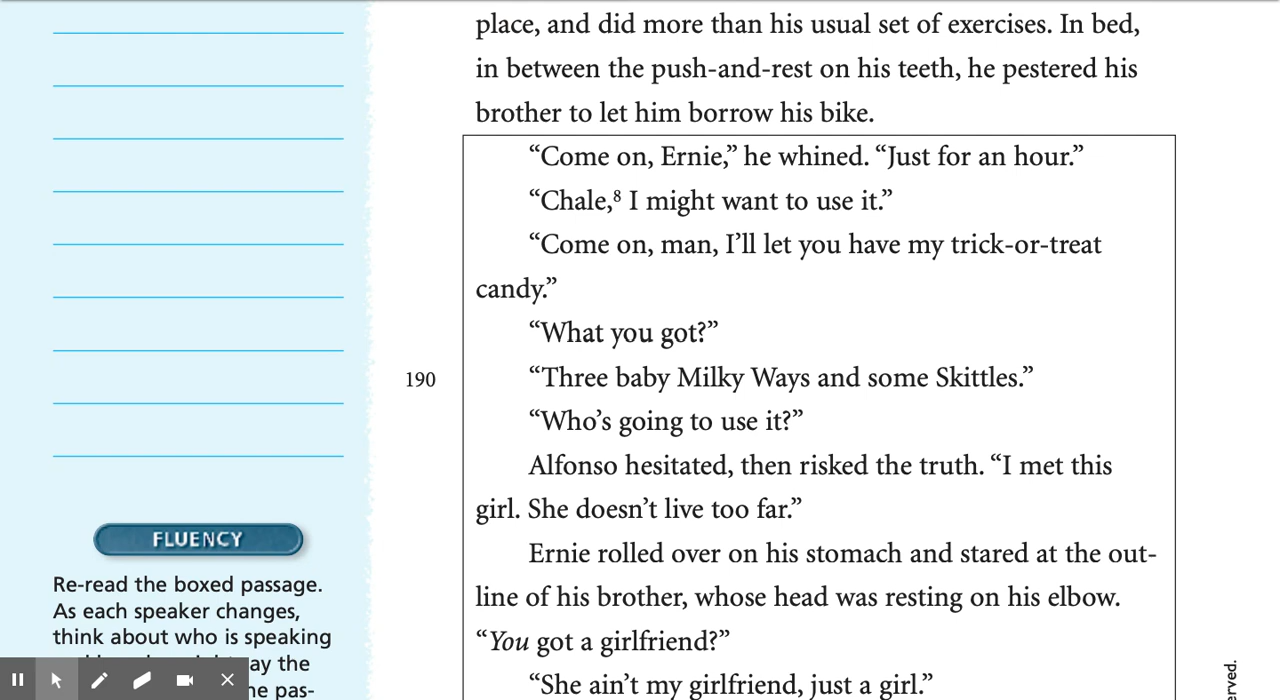 place, and did more than his usual set of exercises. In bed,
in between the push-and-rest on his teeth, he pestered his
brother to let him borrow his bike.
“Come on, Ernie,” he whined. “Just for an hour.”
“Chale,⁸ I might want to use it.”
“Come on, man, I’ll let you have my trick-or-treat
candy.”
“What you got?”
190
“Three baby Milky Ways and some Skittles.”
“Who’s going to use it?”
Alfonso hesitated, then risked the truth. “I met this
girl. She doesn’t live too far.”
Ernie rolled over on his stomach and stared at the out-
line of his brother, whose head was resting on his elbow.
“You got a girlfriend?”
“She ain’t my girlfriend, just a girl.”
FLUENCY
Re-read the boxed passage.
As each speaker changes,
think about who is speaking
ay the
ne pas-
erved.